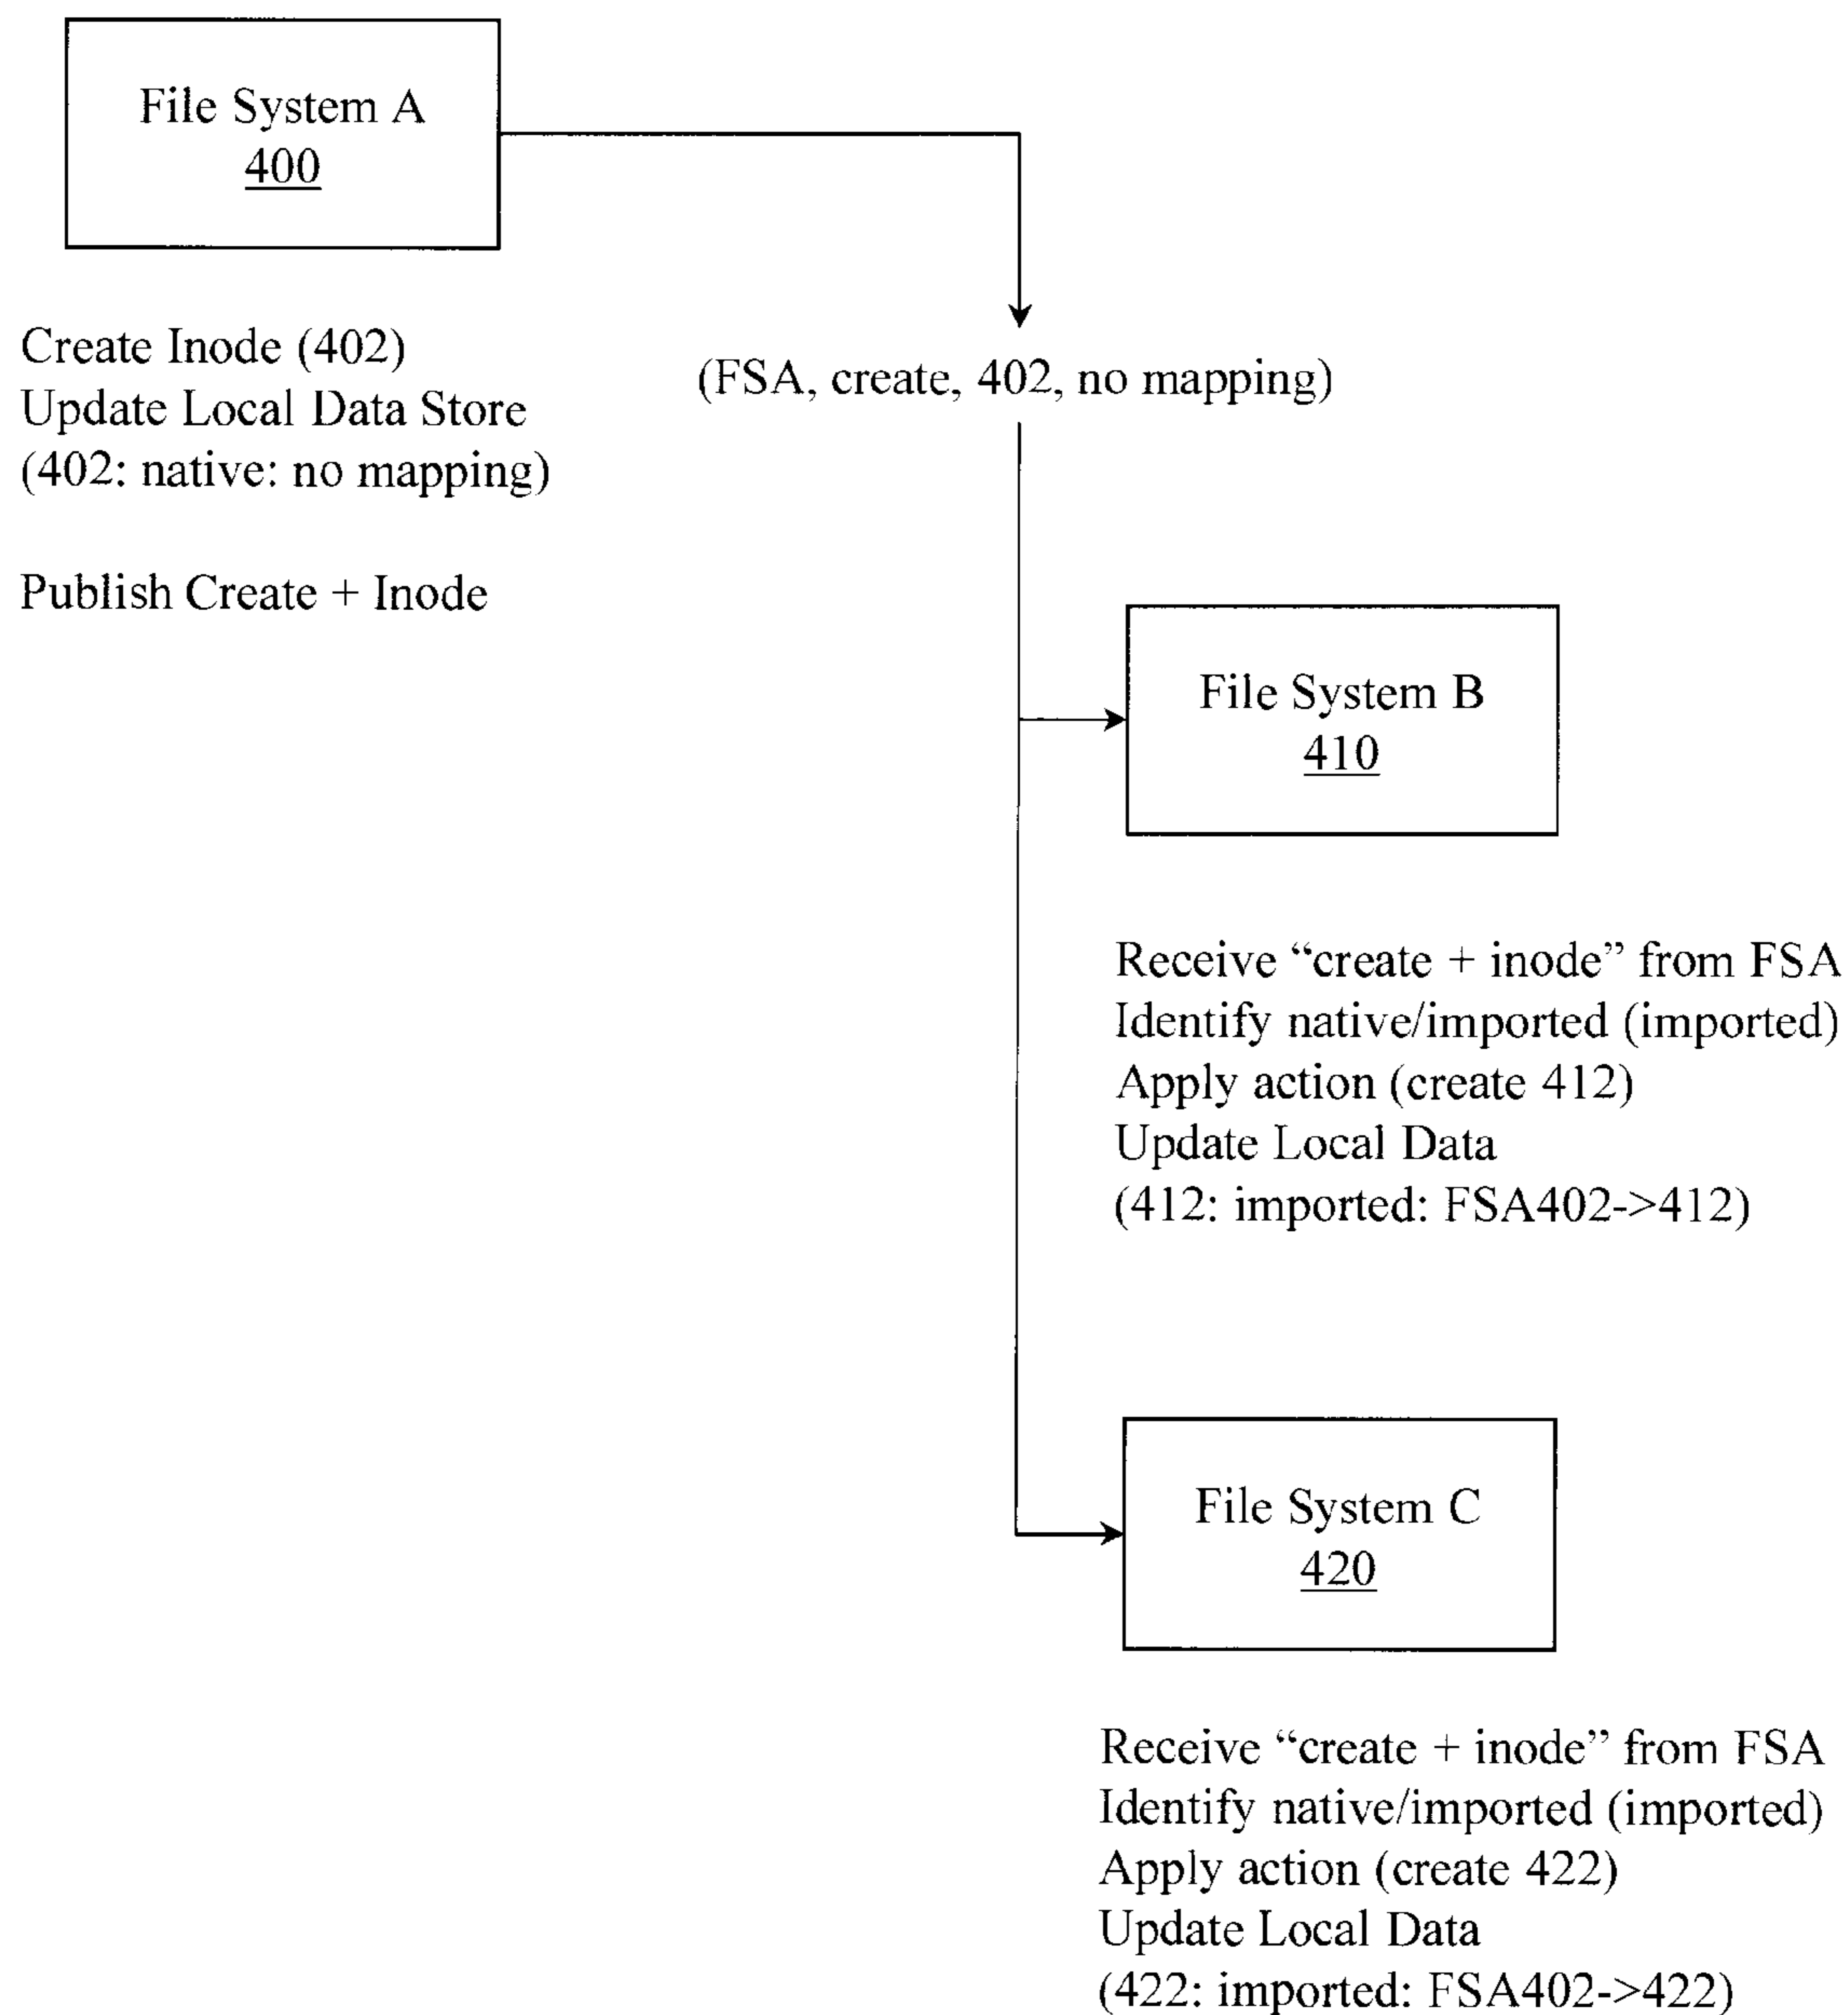 File System A
400
Create Inode (402)
Update Local Data Store
(402: native: no mapping)
Publish Create + Inode
(FSA, create, 402, no mapping)
File System B
410
Receive “create + inode” from FSA
Identify native/imported (imported)
Apply action (create 412)
Update Local Data
(412: imported: FSA402->412)
File System C
420
Receive “create + inode” from FSA
Identify native/imported (imported)
Apply action (create 422)
Update Local Data
(422: imported: FSA402->422)